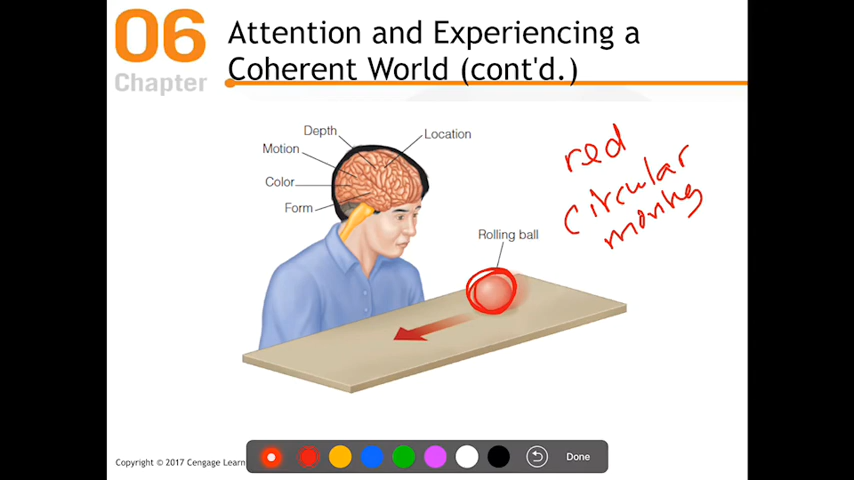 06
Chapter
Attention and Experiencing a
Coherent World (cont'd.)
Depth
Location
Motion
Color
Form
Rolling ball
red
circular
moving
Copyright © 2017 Cengage Learn
Done